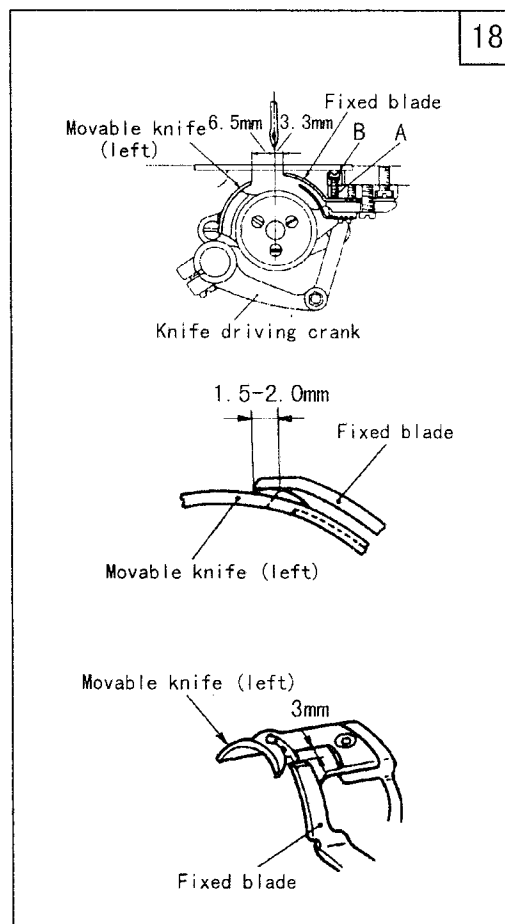 18
Fixed blade
6.5mm 3.3mm B A
Movable knife
(left)
Knife driving crank
1.5-2.0mm
Fixed blade
Movable knife (left)
Movable knife (left)
3mm
Fixed blade